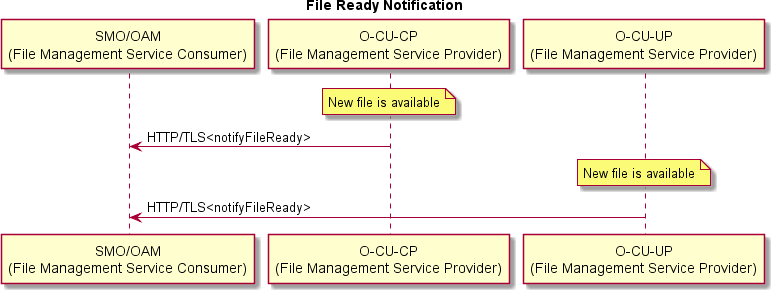 File Ready Notification
SMO/OAM
(File Management Service Consumer)
O-CU-CP
(File Management Service Provider)
O-CU-UP
(File Management Service Provider)
New file is available
HTTP/TLS<notifyFileReady>
New file is available
HTTP/TLS<notifyFileReady>
SMO/OAM
(File Management Service Consumer)
O-CU-CP
(File Management Service Provider)
O-CU-UP
(File Management Service Provider)